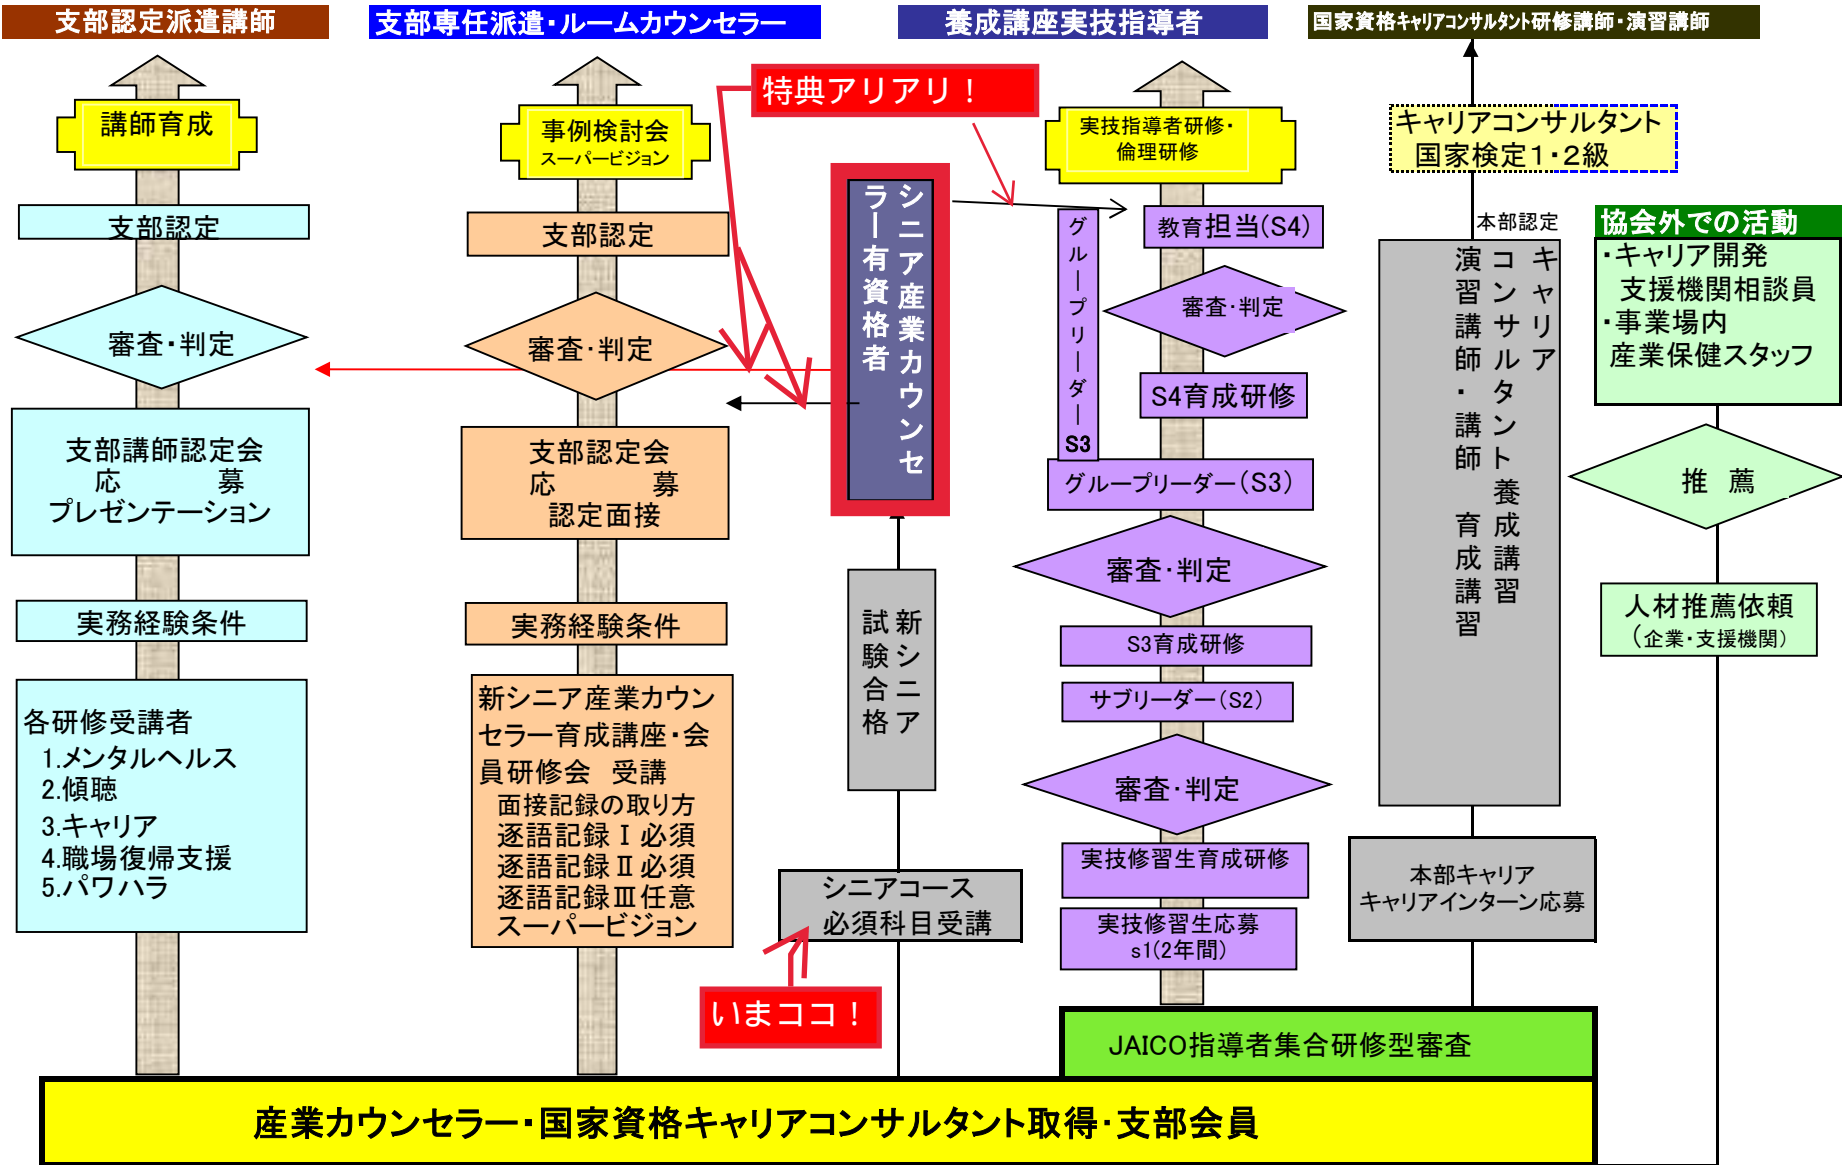 支部認定派遣講師
講師育成
支部認定
審査・判定
支部講師認定会
応　　　募
プレゼンテーション
実務経験条件
各研修受講者
1.メンタルヘルス
2.傾聴
3.キャリア
4.職場復帰支援
5.パワハラ
支部専任派遣・ルームカウンセラー
事例検討会
スーパービジョン
支部認定
審査・判定
支部認定会
応　　　募
認定面接
実務経験条件
新シニア産業カウン
セラー育成講座・会
員研修会　受講
面接記録の取り方
逐語記録Ⅰ必須
逐語記録Ⅱ必須
逐語記録Ⅲ任意
スーパービジョン
特典アリアリ！
シニア産業カウンセ
ラー有資格者
新シニア
試験合格
シニアコース
必須科目受講
いまココ！
養成講座実技指導者
実技指導者研修・
倫理研修
教育担当(S4)
グループリーダーS3
審査・判定
S4育成研修
グループリーダー(S3)
審査・判定
S3育成研修
サブリーダー(S2)
審査・判定
実技修習生育成研修
実技修習生応募
s1(2年間)
JAICO指導者集合研修型審査
国家資格キャリアコンサルタント研修講師・演習講師
キャリアコンサルタント
国家検定1・2級
本部認定
キャリア
コンサルタント養成講習
演習講師・講師　育成講習
本部キャリア
キャリアインターン応募
協会外での活動
・キャリア開発
支援機関相談員
・事業場内
産業保健スタッフ
推　薦
人材推薦依頼
（企業・支援機関）
産業カウンセラー・国家資格キャリアコンサルタント取得・支部会員